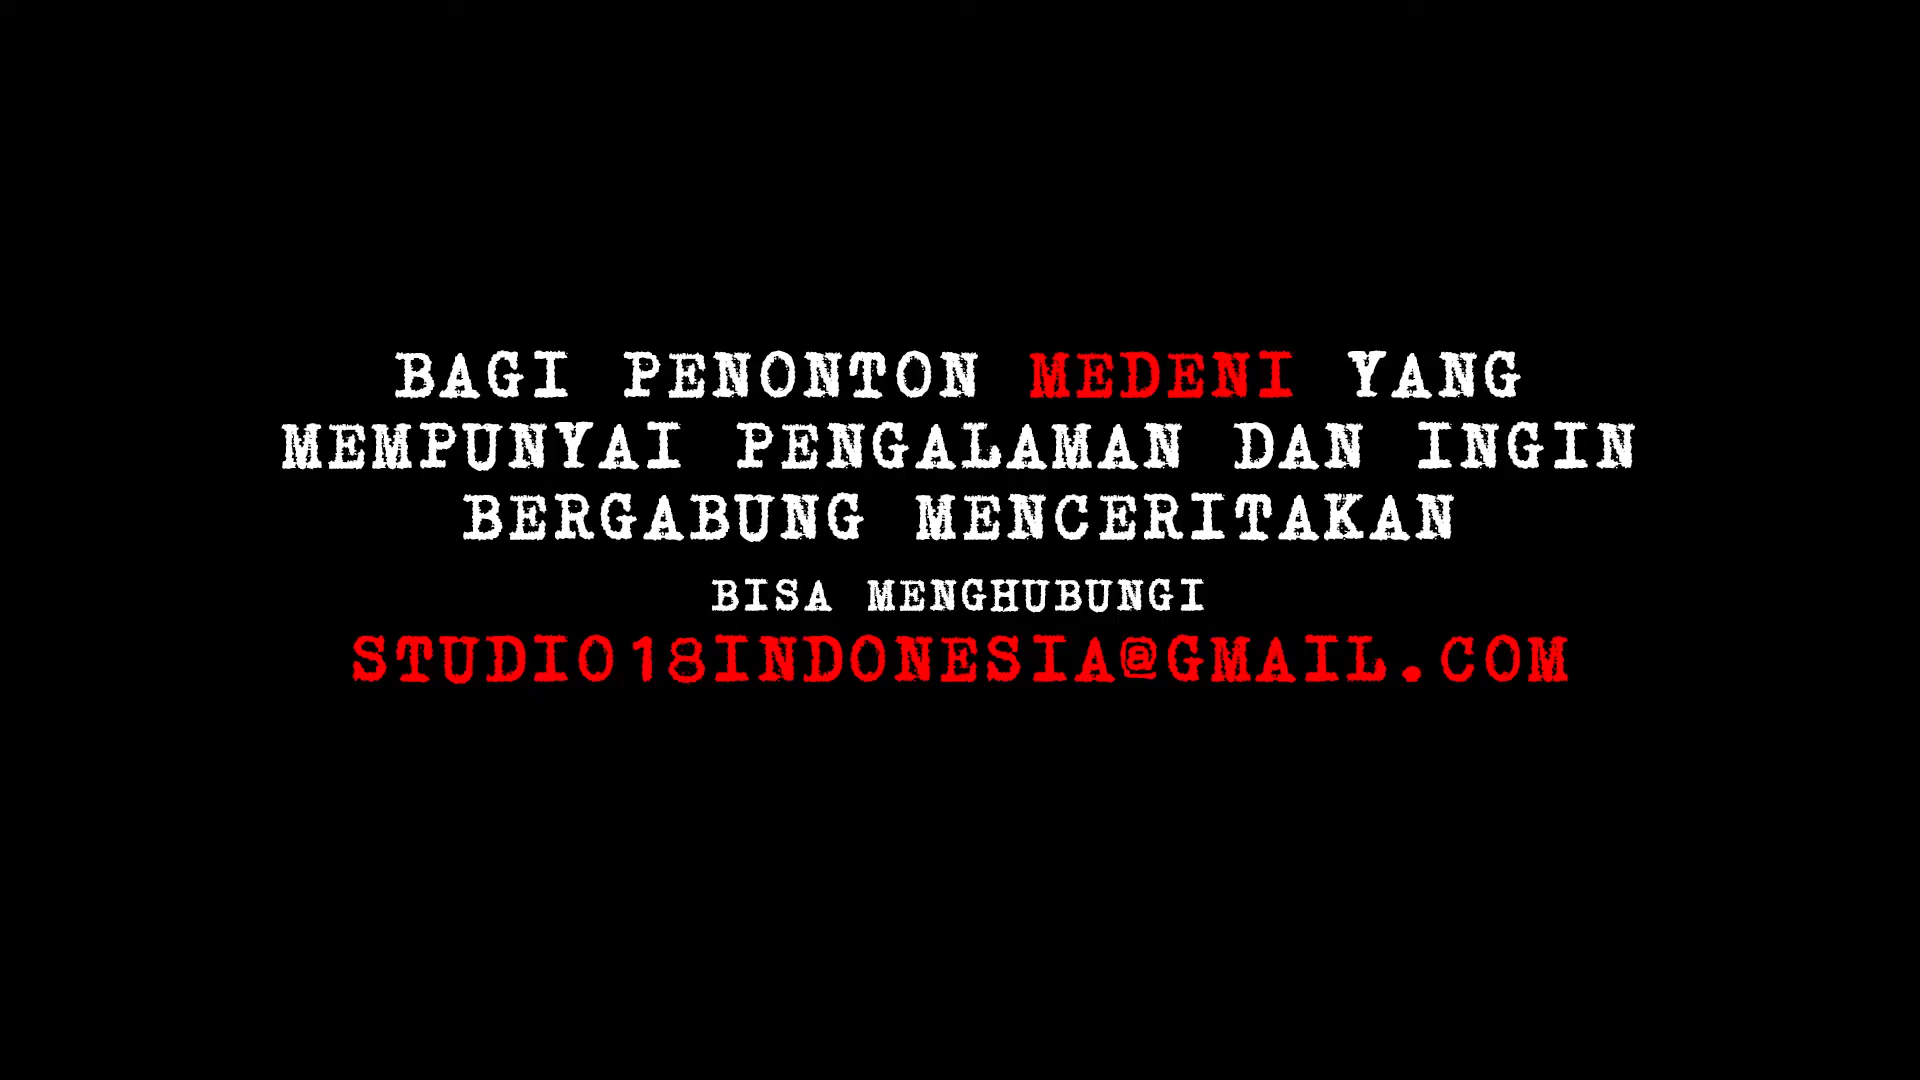 BAGI PENONTON MEDENI YANG
MEMPUNYAI PENGALAMAN DAN INGIN
BERGABUNG MENCERITAKAN
BISA MENGHUBUNGI
STUDIO18INDONESIA@GMAIL.COM